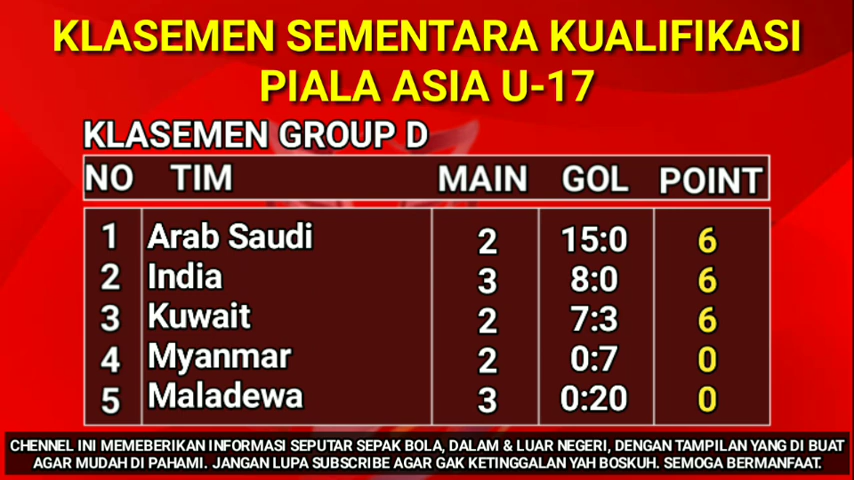 KLASEMEN SEMENTARA KUALIFIKASI
PIALA ASIA U-17
KLASEMEN GROUP D
NO TIM MAIN GOL POINT
1 Arab Saudi 2 15:0 6
2 India 3 8:0 6
3 Kuwait 2 7:3 6
4 Myanmar 2 0:7 0
5 Maladewa 3 0:20 0
CHENNEL INI MEMEBERIKAN INFORMASI SEPUTAR SEPAK BOLA, DALAM & LUAR NEGERI, DENGAN TAMPILAN YANG DI BUAT
AGAR MUDAH DI PAHAMI. JANGAN LUPA SUBSCRIBE AGAR GAK KETINGGALAN YAH BOSKUH. SEMOGA BERMANFAAT.